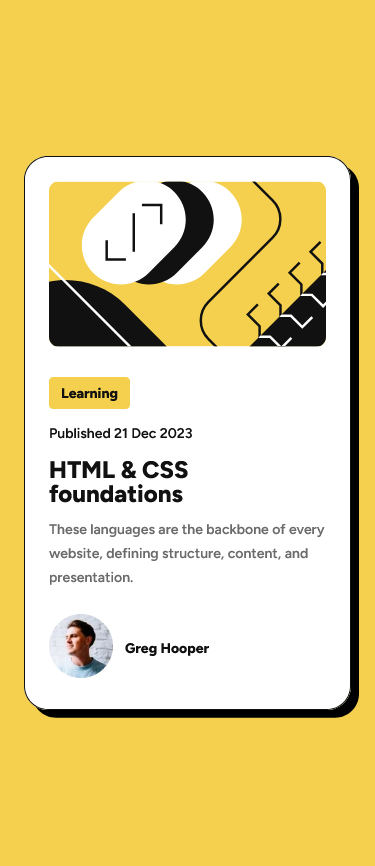 Learning
Published 21 Dec 2023
HTML & CSS
foundations
These languages are the backbone of every
website, defining structure, content, and
presentation.
Greg Hooper